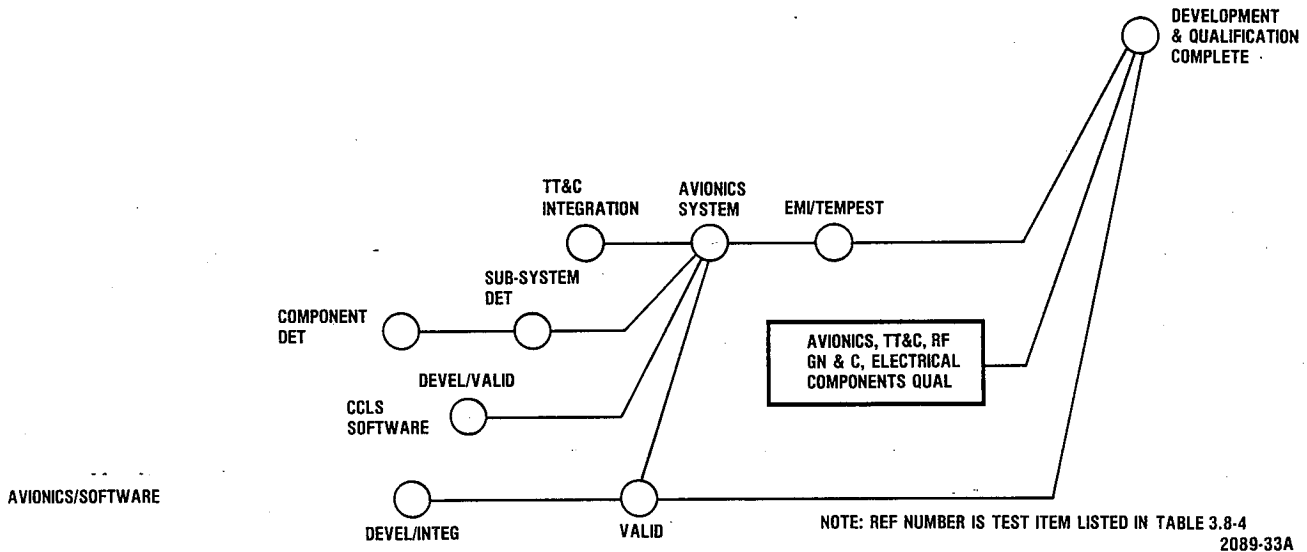 DEVELOPMENT
& QUALIFICATION
COMPLETE
TT&C
INTEGRATION
AVIONICS
SYSTEM
EMI/TEMPEST
SUB-SYSTEM
DET
COMPONENT
DET
AVIONICS, TT&C, RF
GN & C, ELECTRICAL
COMPONENTS QUAL
DEVEL/VALID
CCLS
SOFTWARE
AVIONICS/SOFTWARE
DEVEL/INTEG
VALID
NOTE: REF NUMBER IS TEST ITEM LISTED IN TABLE 3.8-4
2089-33A